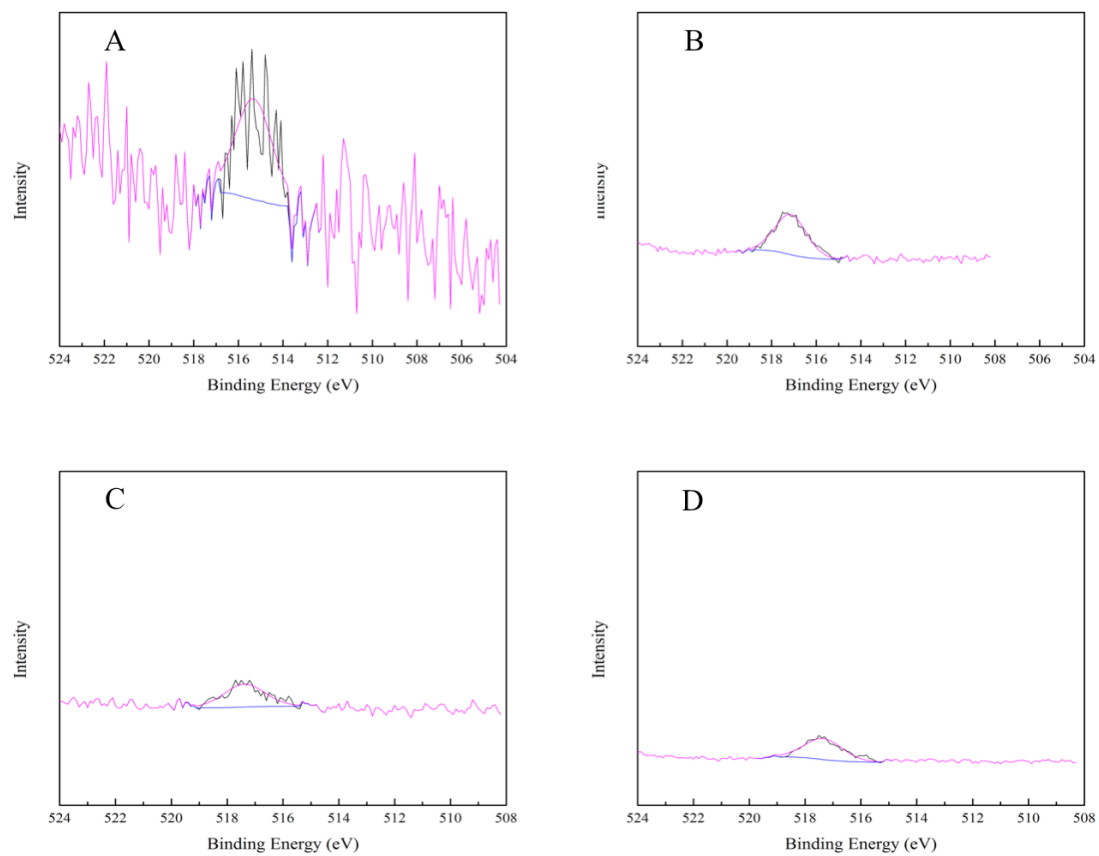 A
Intensity
524 522 520 518 516 514 512 510 508 506 504
Binding Energy (eV)
B
Intensity
524 522 520 518 516 514 512 510 508 506 504
Binding Energy (eV)
C
Intensity
524 522 520 518 516 514 512 510 508
Binding Energy (eV)
D
Intensity
524 522 520 518 516 514 512 510 508
Binding Energy (eV)